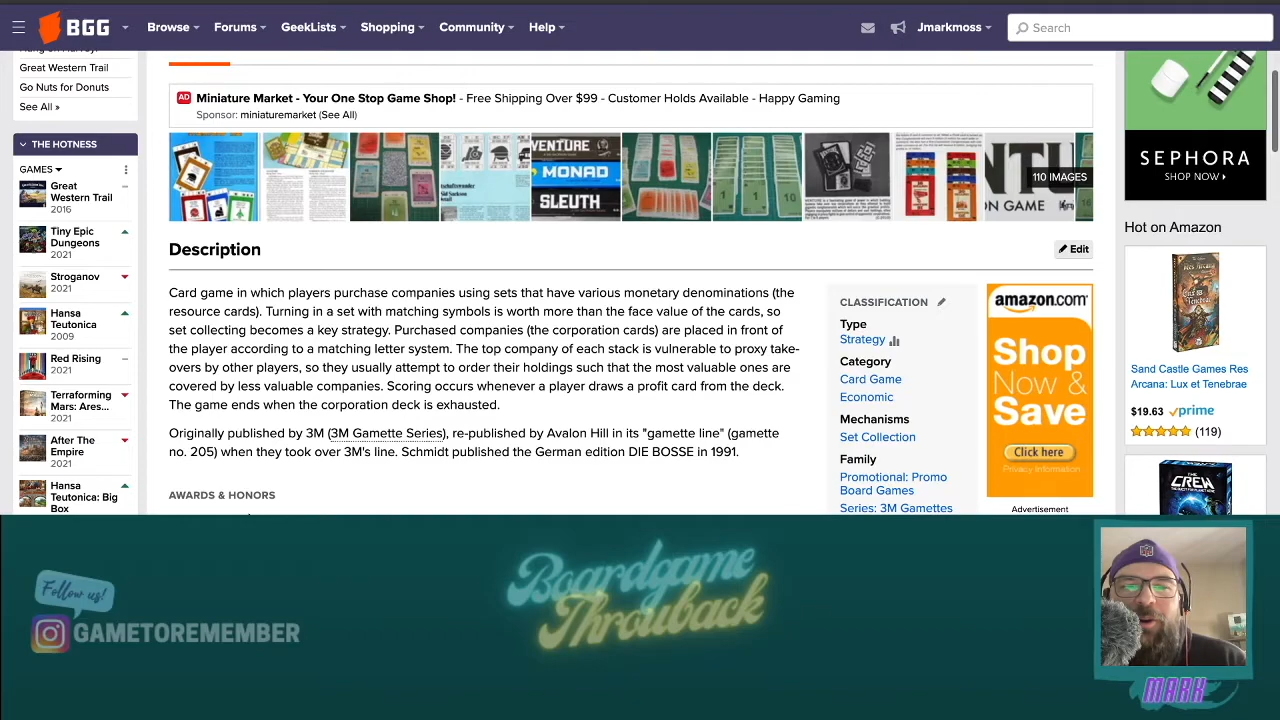 BGG
Browse
Forums
GeekLists
Shopping
Community
Help
Jmarkmoss
Search
Great Western Trail
Go Nuts for Donuts
See All »
THE HOTNESS
GAMES
Great
Western Trail
2016
Tiny Epic
Dungeons
2021
Stroganov
2021
Hansa
Teutonica
2009
Red Rising
2021
Terraforming
Mars: Ares...
2021
After The
Empire
2021
Hansa
Teutonica: Big
Box
AD
Miniature Market - Your One Stop Game Shop! - Free Shipping Over $99 - Customer Holds Available - Happy Gaming
Sponsor: miniaturemarket (See All)
VENTURE
MONAD
SLEUTH
110 IMAGES
ON GAME
Description
Edit
Card game in which players purchase companies using sets that have various monetary denominations (the
resource cards). Turning in a set with matching symbols is worth more than the face value of the cards, so
set collecting becomes a key strategy. Purchased companies (the corporation cards) are placed in front of
the player according to a matching letter system. The top company of each stack is vulnerable to proxy take-
overs by other players, so they usually attempt to order their holdings such that the most valuable ones are
covered by less valuable companies. Scoring occurs whenever a player draws a profit card from the deck.
The game ends when the corporation deck is exhausted.
Originally published by 3M (3M Gamette Series), re-published by Avalon Hill in its "gamette line" (gamette
no. 205) when they took over 3M's line. Schmidt published the German edition DIE BOSSE in 1991.
AWARDS & HONORS
CLASSIFICATION
Type
Strategy
Category
Card Game
Economic
Mechanisms
Set Collection
Family
Promotional: Promo
Board Games
Series: 3M Gamettes
amazon.com
Shop
Now &
Save
Click here
Privacy Information
Advertisement
SEPHORA
SHOP NOW
Hot on Amazon
Sand Castle Games Res
Arcana: Lux et Tenebrae
$19.63 prime
(119)
THE CREW
Follow us!
GAMETOREMEMBER
Boardgame
Throwback
MARK